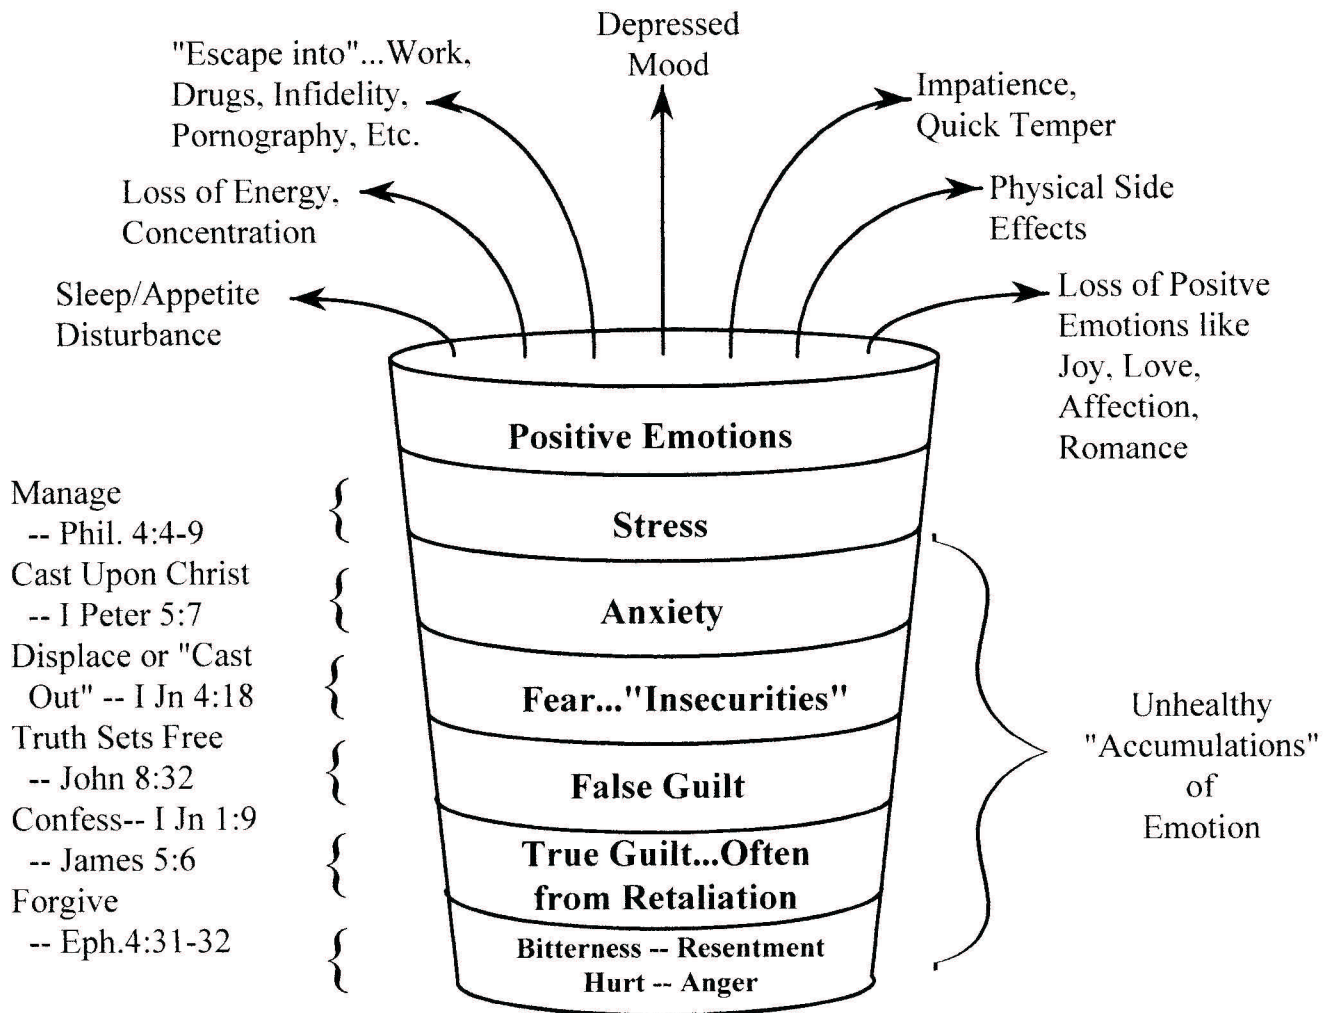 Depressed
Mood
"Escape into"...Work,
Drugs, Infidelity,
Pornography, Etc.
Impatience,
Quick Temper
Loss of Energy,
Concentration
Physical Side
Effects
Sleep/Appetite
Disturbance
Loss of Positve
Emotions like
Joy, Love,
Affection,
Romance
Positive Emotions
Stress
Anxiety
Fear..."Insecurities"
False Guilt
True Guilt...Often
from Retaliation
Bitterness -- Resentment
Hurt -- Anger
Manage
-- Phil. 4:4-9
Cast Upon Christ
-- I Peter 5:7
Displace or "Cast
Out" -- I Jn 4:18
Truth Sets Free
-- John 8:32
Confess-- I Jn 1:9
-- James 5:6
Forgive
-- Eph.4:31-32
Unhealthy
"Accumulations"
of
Emotion